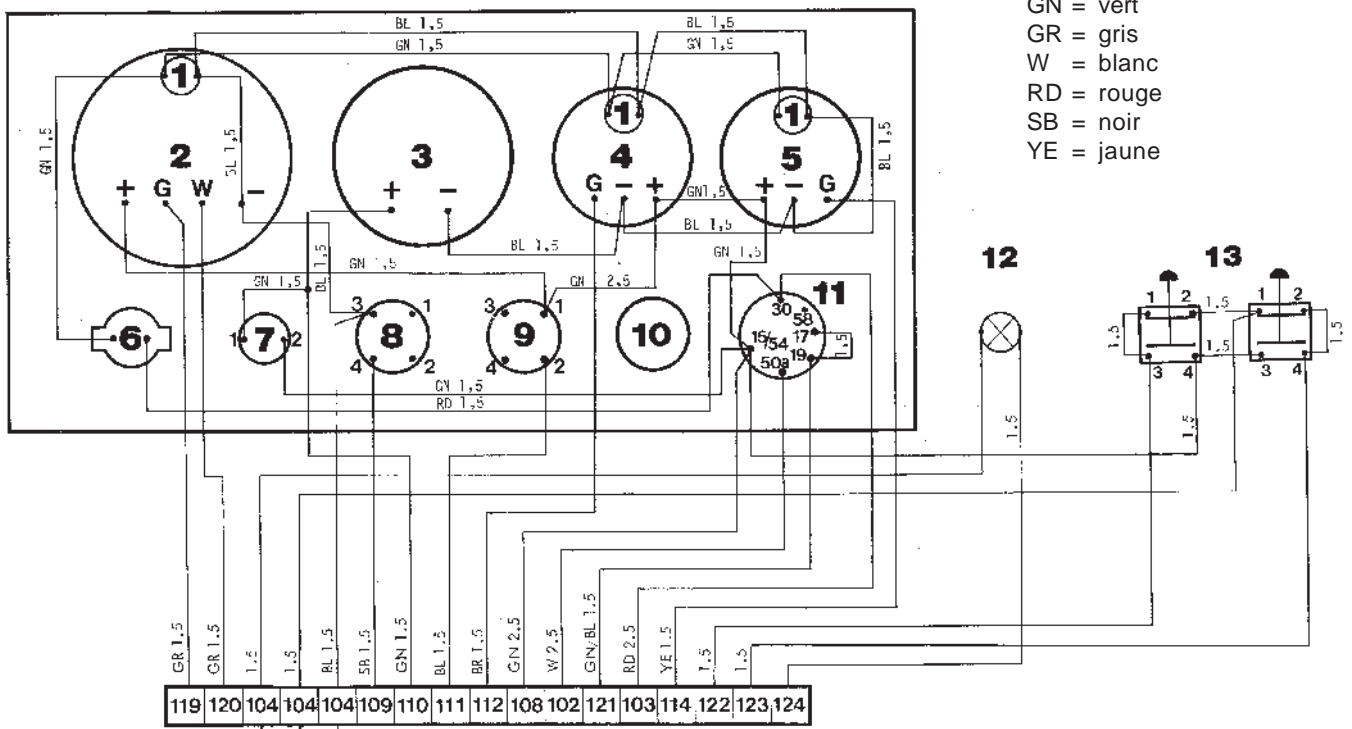 GN = vert
GR = gris
W = blanc
RD = rouge
SB = noir
YE = jaune
BL 1,5
GN 1,5
BL 1,5
GN 1,5
1
1
1
GN 1,5
BL 1,5
BL 1,5
2
3
4
5
+ G W -
+ -
G - +
+ - G
GN1,5
BL 1,5
BL 1,5
GN 1,5
GN 2.5
GN 1,5
GN 1,5
BL 1,5
12
13
6
1 7 2
3 1
8
4 2
3 1
9
4 2
10
11
30
58
15/54
17
19
50a
1,5
GN 1,5
RD 1,5
1 2
3 4
1 2
3 4
1.5
1.5
1.5
1.5
1.5
1.5
GR 1.5
GR 1.5
1.5
1.5
BL 1.5
SB 1.5
GN 1.5
BL 1.5
BR 1.5
GN 2.5
W 2.5
GN/BL 1.5
RD 2.5
YE 1.5
1.5
1.5
119 120 104 104 104 109 110 111 112 108 102 121 103 114 122 123 124